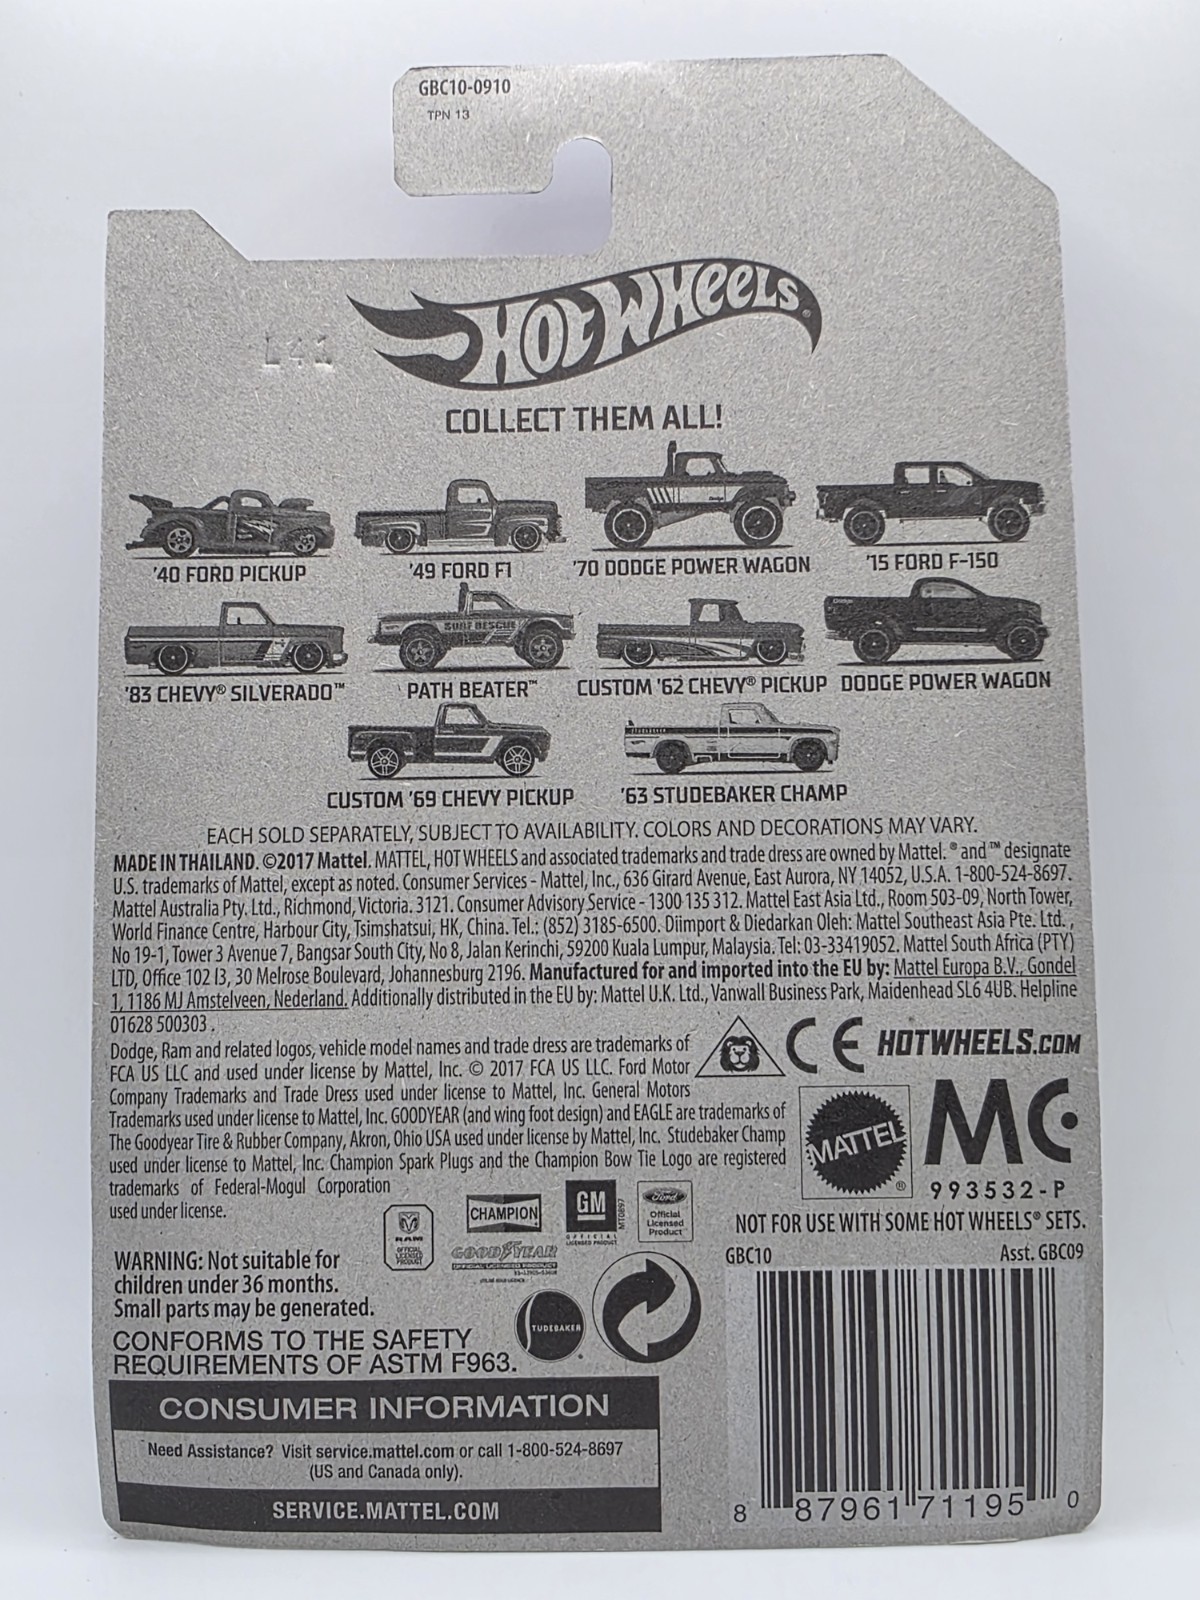 GBC10-0910
TPN 13
L41
HOT WHEELS®
COLLECT THEM ALL!
'40 FORD PICKUP
'49 FORD F1
'70 DODGE POWER WAGON
'15 FORD F-150
SURF RESCUE
'83 CHEVY® SILVERADO™
PATH BEATER™
CUSTOM '62 CHEVY® PICKUP
DODGE POWER WAGON
CUSTOM '69 CHEVY PICKUP
'63 STUDEBAKER CHAMP
EACH SOLD SEPARATELY, SUBJECT TO AVAILABILITY. COLORS AND DECORATIONS MAY VARY.
MADE IN THAILAND. ©2017 Mattel. MATTEL, HOT WHEELS and associated trademarks and trade dress are owned by Mattel. ® and ™ designate
U.S. trademarks of Mattel, except as noted. Consumer Services - Mattel, Inc., 636 Girard Avenue, East Aurora, NY 14052, U.S.A. 1-800-524-8697.
Mattel Australia Pty. Ltd., Richmond, Victoria. 3121. Consumer Advisory Service - 1300 135 312. Mattel East Asia Ltd., Room 503-09, North Tower,
World Finance Centre, Harbour City, Tsimshatsui, HK, China. Tel.: (852) 3185-6500. Diimport & Diedarkan Oleh: Mattel Southeast Asia Pte. Ltd. ,
No 19-1, Tower 3 Avenue 7, Bangsar South City, No 8, Jalan Kerinchi, 59200 Kuala Lumpur, Malaysia. Tel: 03-33419052. Mattel South Africa (PTY)
LTD, Office 102 I3, 30 Melrose Boulevard, Johannesburg 2196. Manufactured for and imported into the EU by: Mattel Europa B.V., Gondel
1, 1186 MJ Amstelveen, Nederland. Additionally distributed in the EU by: Mattel U.K. Ltd., Vanwall Business Park, Maidenhead SL6 4UB. Helpline
01628 500303 .
Dodge, Ram and related logos, vehicle model names and trade dress are trademarks of
FCA US LLC and used under license by Mattel, Inc. © 2017 FCA US LLC. Ford Motor
Company Trademarks and Trade Dress used under license to Mattel, Inc. General Motors
Trademarks used under license to Mattel, Inc. GOODYEAR (and wing foot design) and EAGLE are trademarks of
The Goodyear Tire & Rubber Company, Akron, Ohio USA used under license by Mattel, Inc. Studebaker Champ
used under license to Mattel, Inc. Champion Spark Plugs and the Champion Bow Tie Logo are registered
trademarks of Federal-Mogul Corporation
used under license.
CE
HOTWHEELS.COM
MATTEL®
MC
993532-P
NOT FOR USE WITH SOME HOT WHEELS® SETS.
RAM
OFFICIAL
LICENSED
PRODUCT
CHAMPION
GOODYEAR
OFFICIAL LICENSED PRODUCT
GM
OFFICIAL
LICENSED PRODUCT
MT0897
Ford
Official
Licensed
Product
STUDEBAKER
WARNING: Not suitable for
children under 36 months.
Small parts may be generated.
CONFORMS TO THE SAFETY
REQUIREMENTS OF ASTM F963.
CONSUMER INFORMATION
Need Assistance? Visit service.mattel.com or call 1-800-524-8697
(US and Canada only).
SERVICE.MATTEL.COM
GBC10
Asst. GBC09
8 87961 71195 0